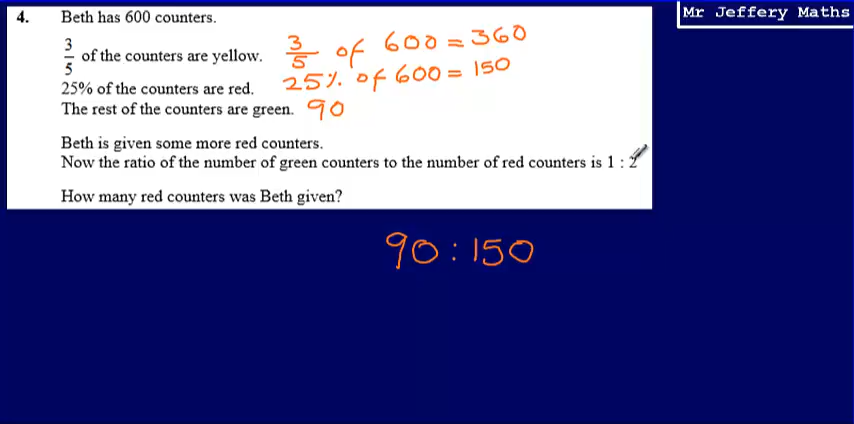 Mr Jeffery Maths
4. Beth has 600 counters.
3/5 of the counters are yellow. 3/5 of 600 = 360
25% of the counters are red. 25% of 600 = 150
The rest of the counters are green. 90
Beth is given some more red counters.
Now the ratio of the number of green counters to the number of red counters is 1 : 2
How many red counters was Beth given?
90 : 150